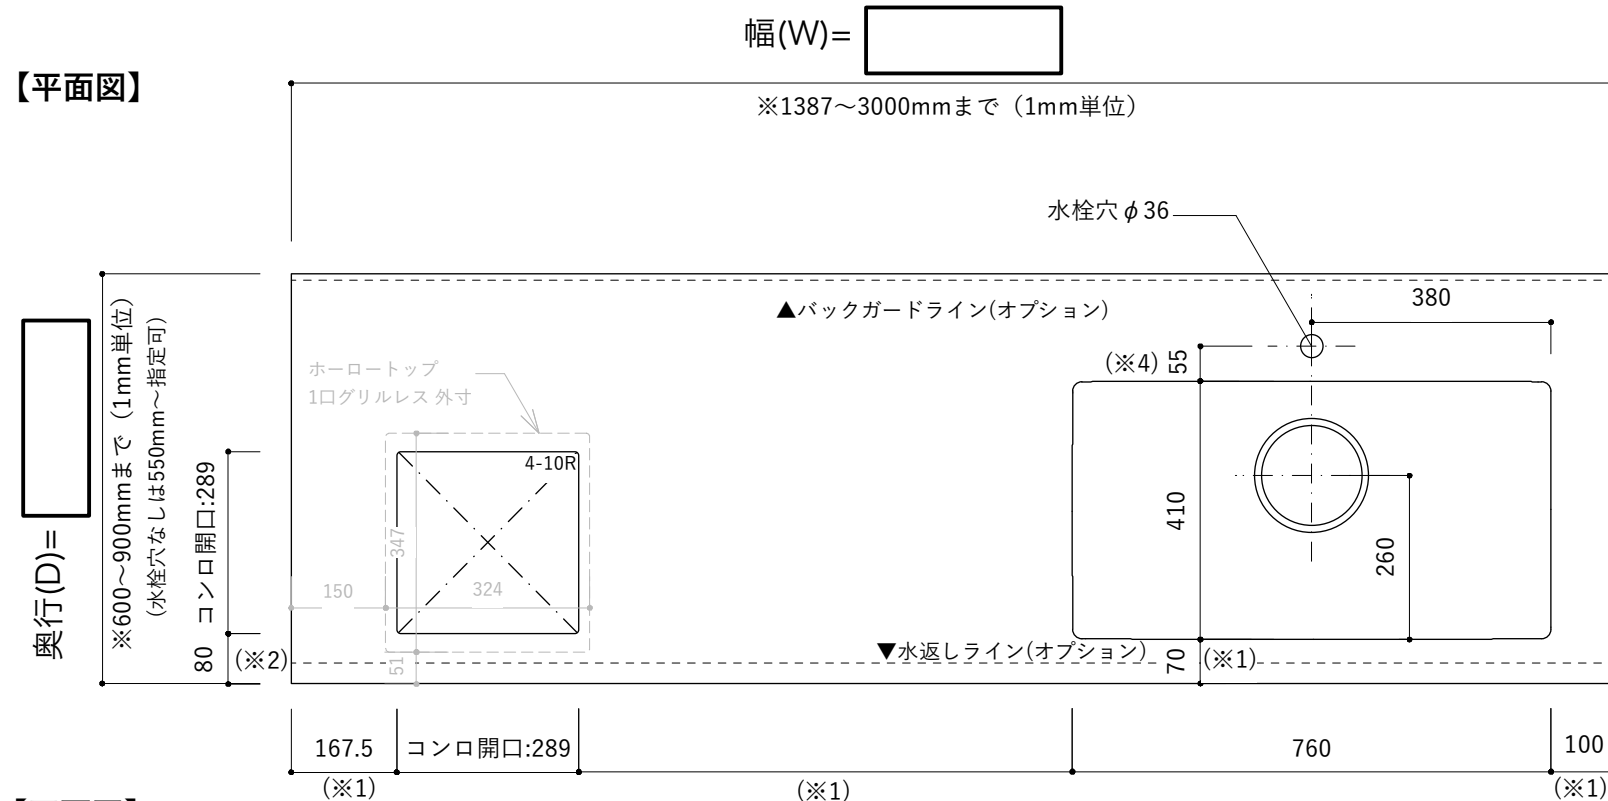 幅(W)=
【平面図】
※1387～3000mmまで（1mm単位）
水栓穴φ36
380
▲バックガードライン(オプション)
(※4)
55
ホーロートップ
1口グリルレス 外寸
4-10R
奥行(D)=
※600～900mmまで（1mm単位）
(水栓穴なしは550mm～指定可)
コンロ開口:289
80
(※2)
347
150
324
51
410
260
▼水返しライン(オプション)
70
(※1)
167.5
コンロ開口:289
760
100
(※1)
(※1)
(※1)